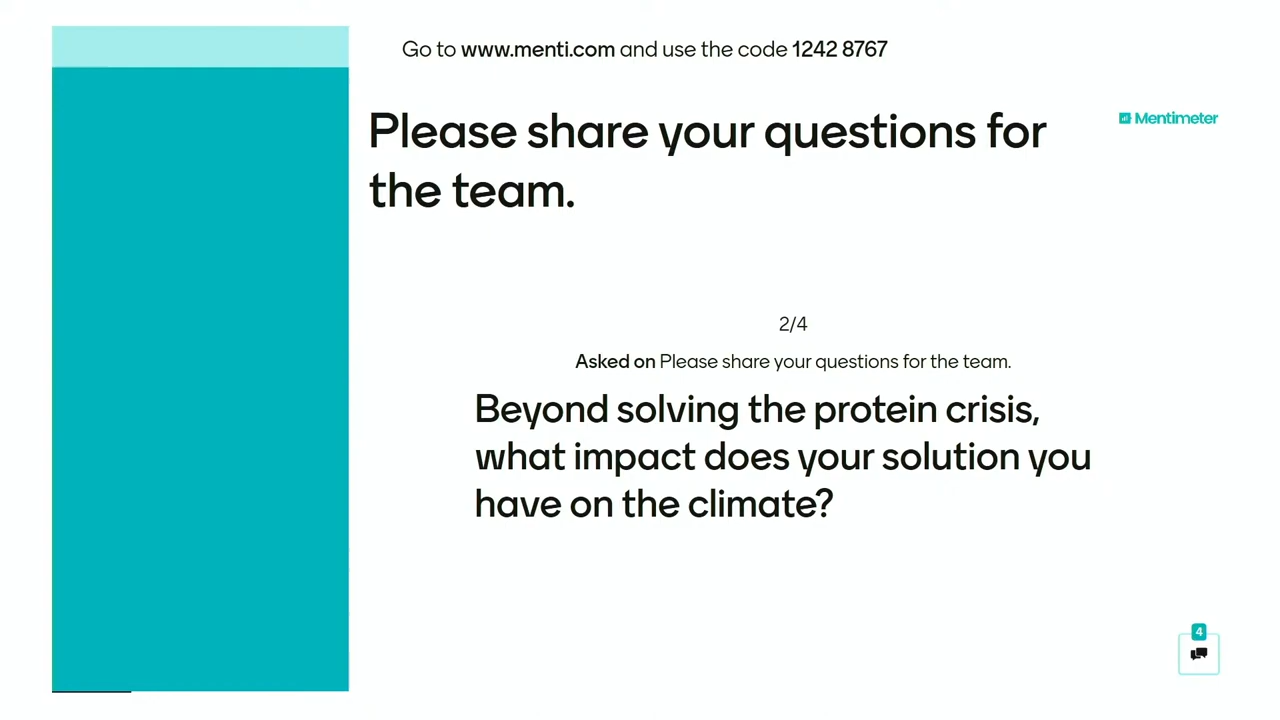 Go to www.menti.com and use the code 1242 8767
Please share your questions for
the team.
Mentimeter
2/4
Asked on Please share your questions for the team.
Beyond solving the protein crisis,
what impact does your solution you
have on the climate?
4